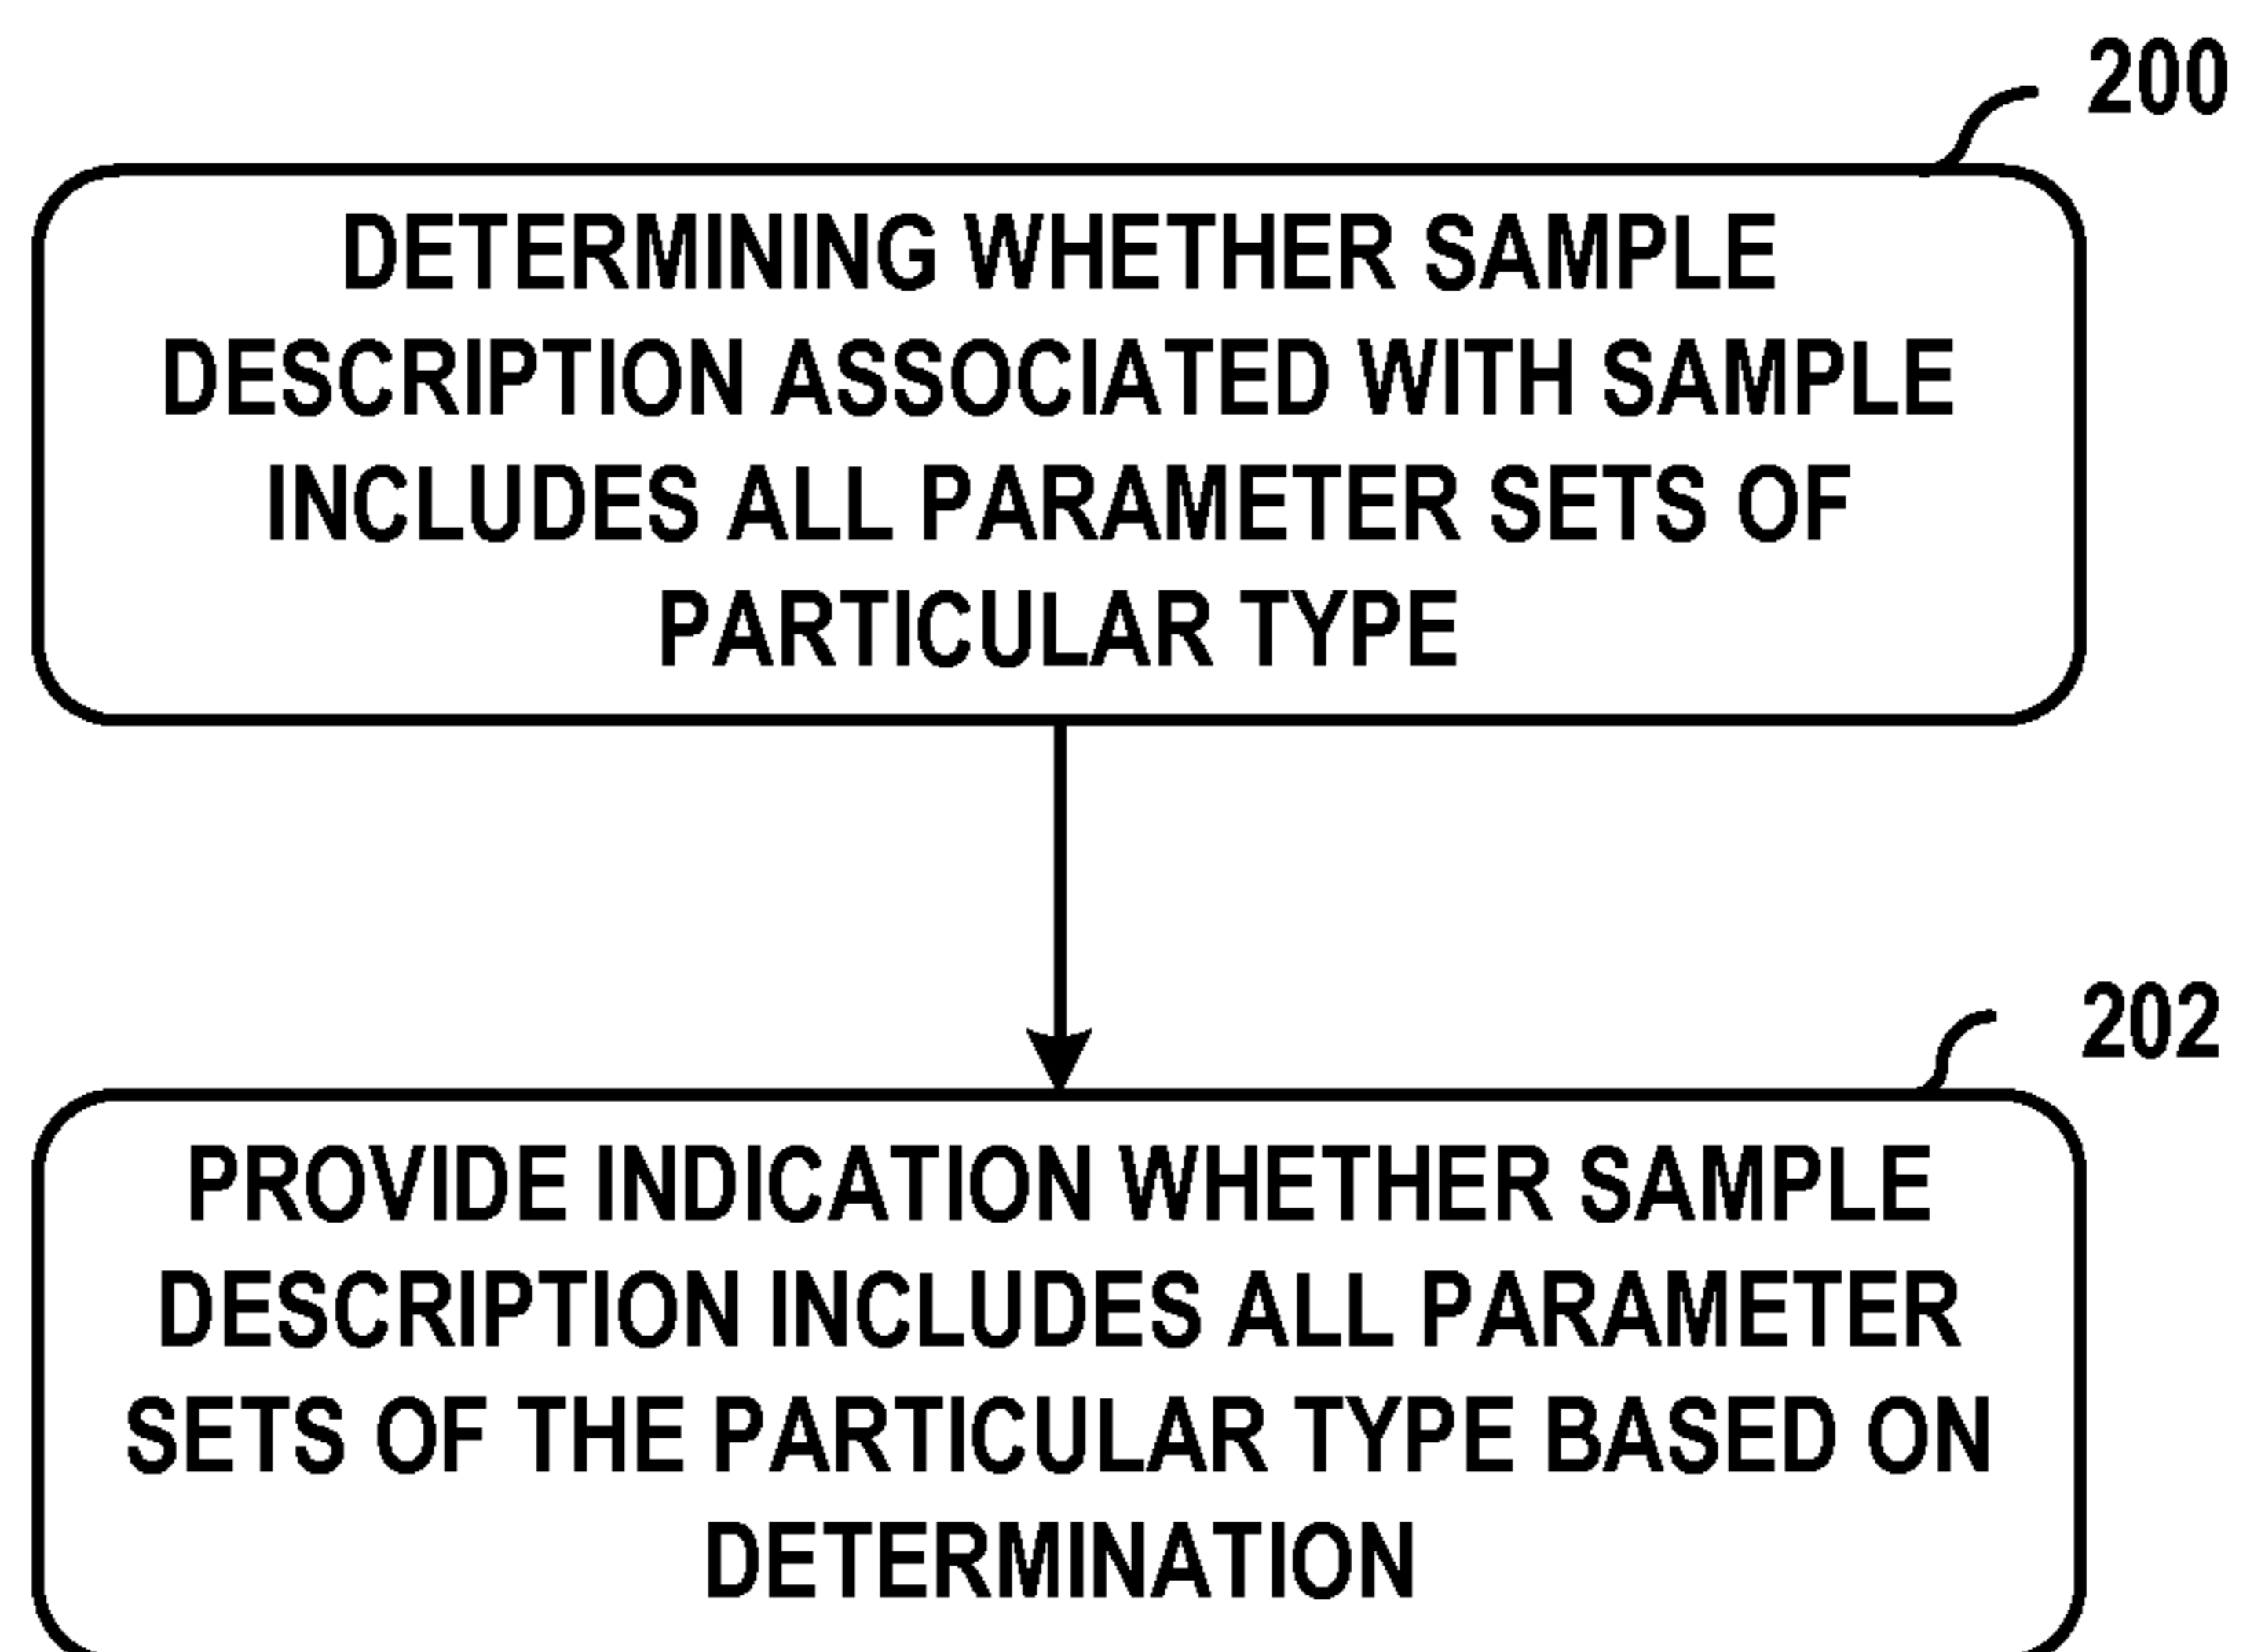 200
DETERMINING WHETHER SAMPLE
DESCRIPTION ASSOCIATED WITH SAMPLE
INCLUDES ALL PARAMETER SETS OF
PARTICULAR TYPE
202
PROVIDE INDICATION WHETHER SAMPLE
DESCRIPTION INCLUDES ALL PARAMETER
SETS OF THE PARTICULAR TYPE BASED ON
DETERMINATION